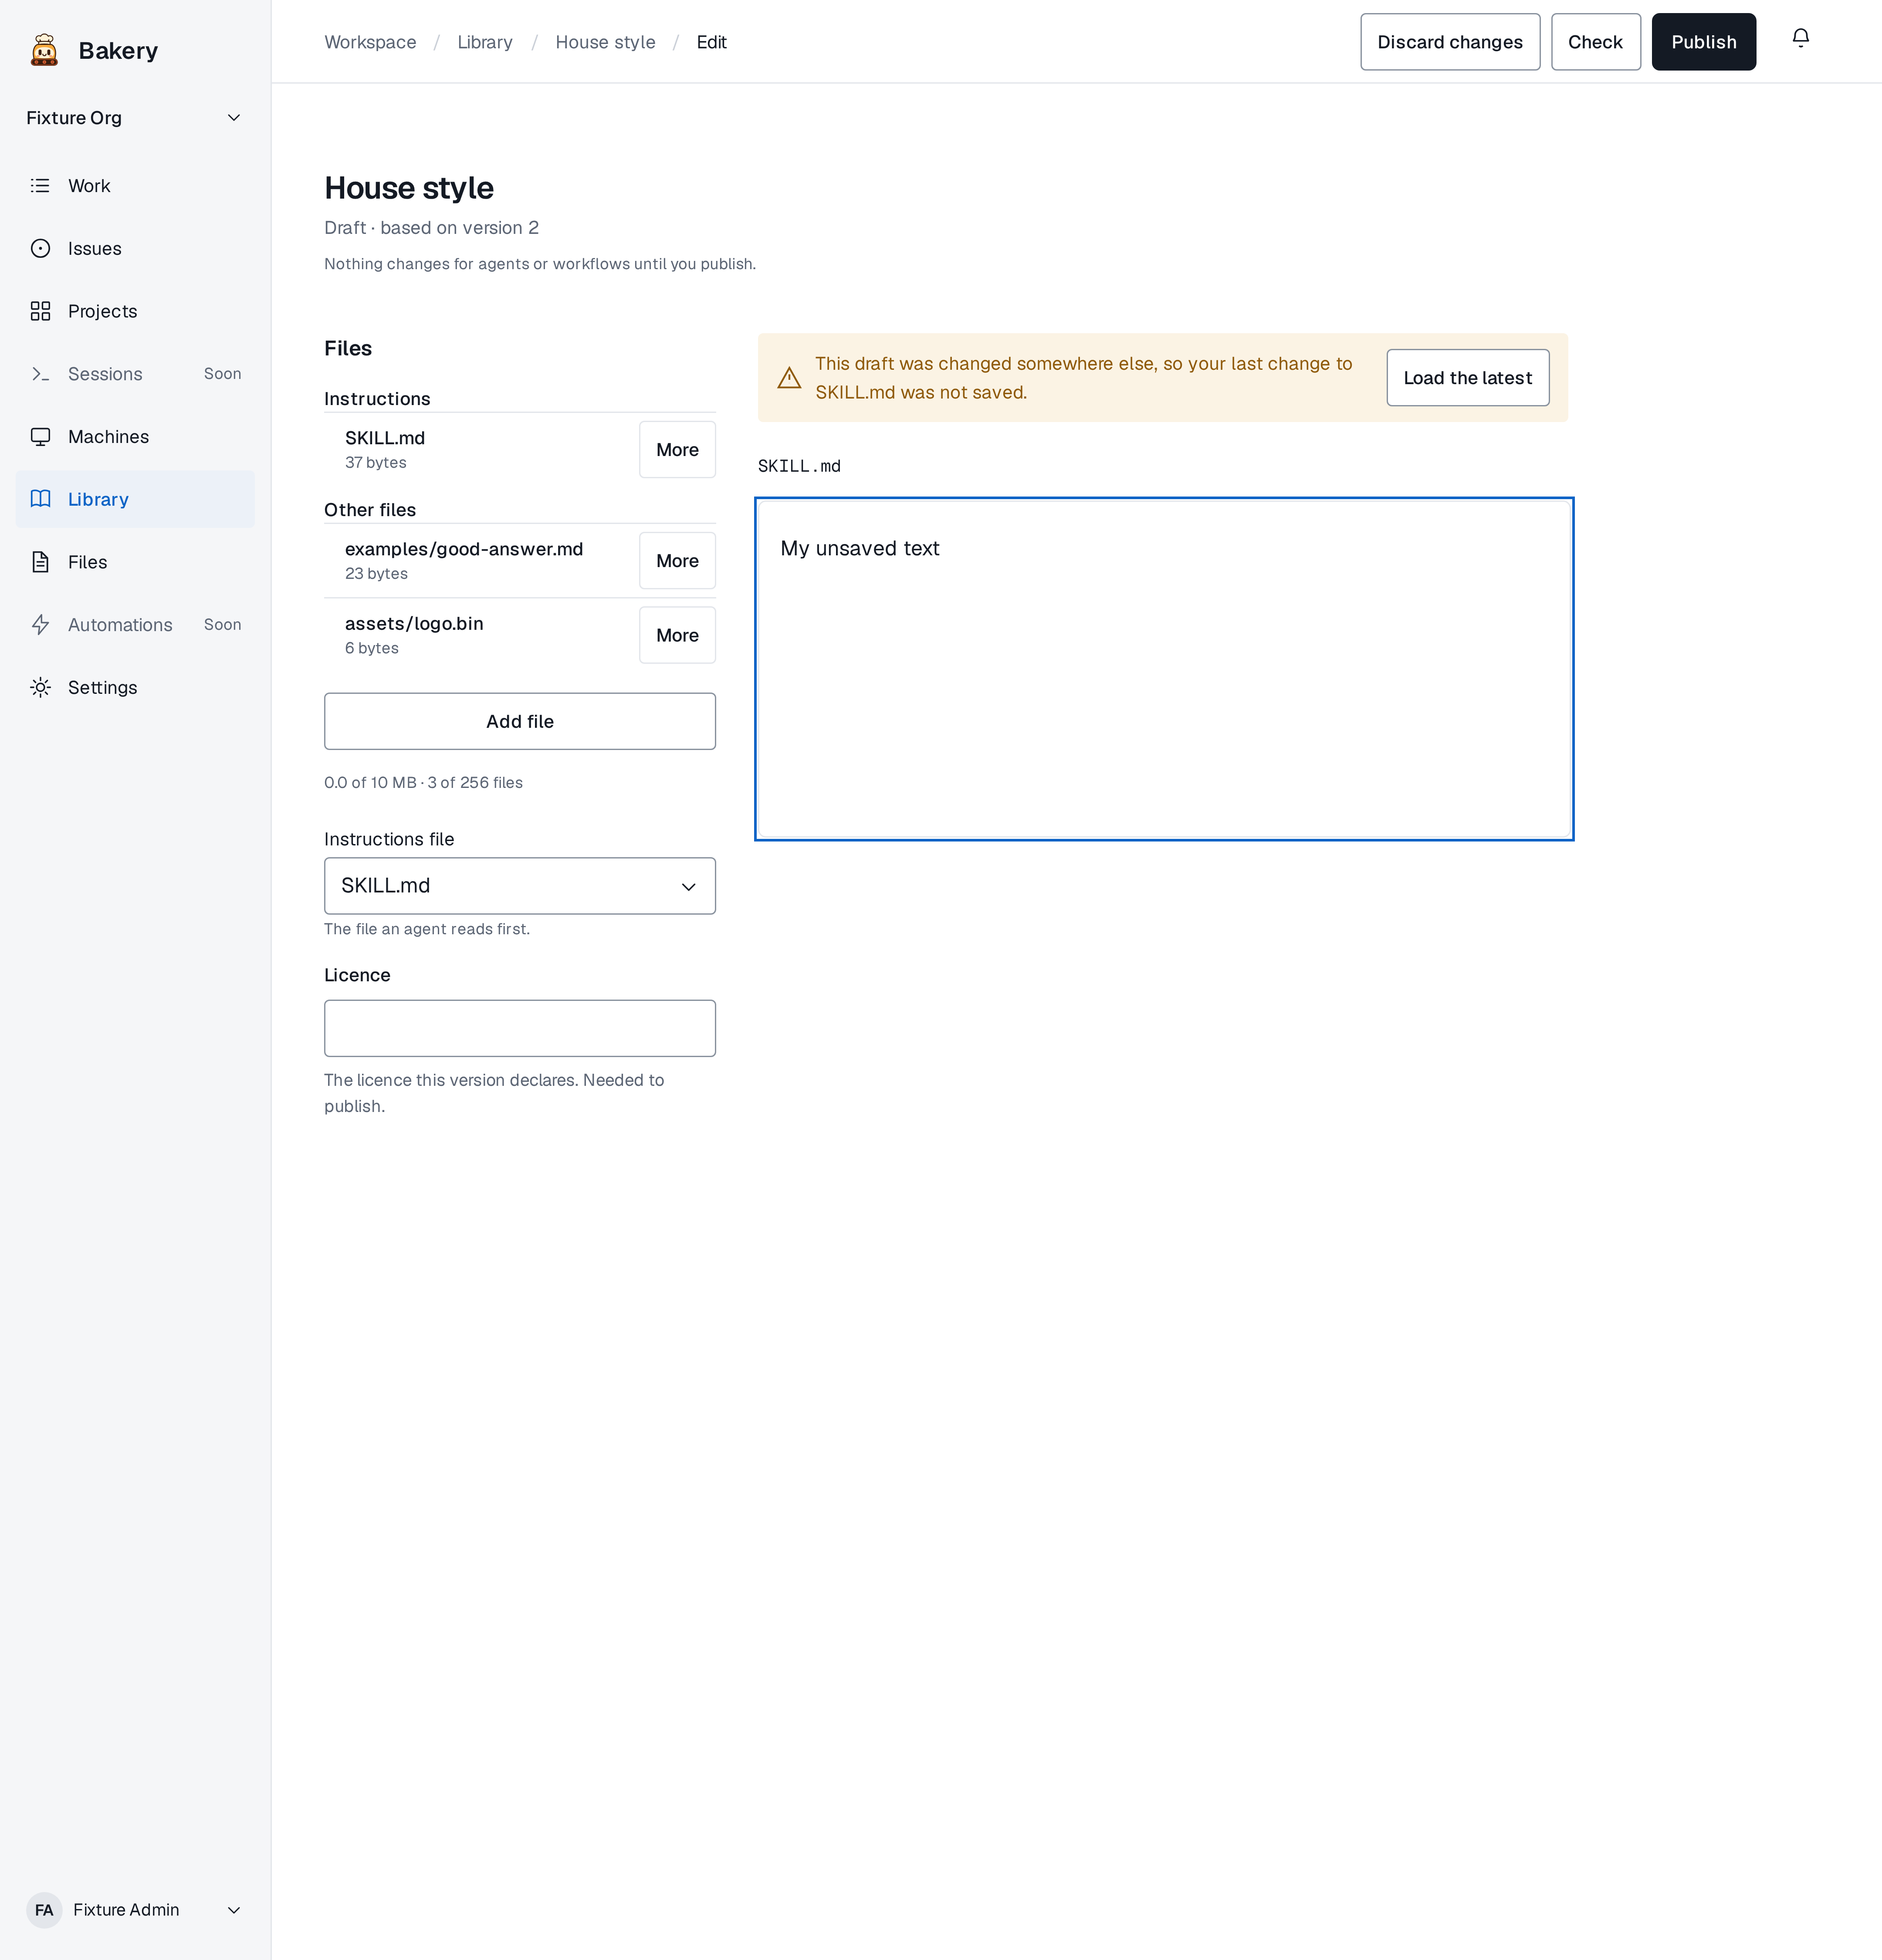 Bakery
Fixture Org
Work
Issues
Projects
Sessions Soon
Machines
Library
Files
Automations Soon
Settings
FA Fixture Admin
Workspace / Library / House style / Edit
Discard changes
Check
Publish
House style
Draft · based on version 2
Nothing changes for agents or workflows until you publish.
Files
Instructions
SKILL.md
37 bytes
More
Other files
examples/good-answer.md
23 bytes
More
assets/logo.bin
6 bytes
More
Add file
0.0 of 10 MB · 3 of 256 files
Instructions file
SKILL.md
The file an agent reads first.
Licence
The licence this version declares. Needed to
publish.
This draft was changed somewhere else, so your last change to
SKILL.md was not saved.
Load the latest
SKILL.md
My unsaved text